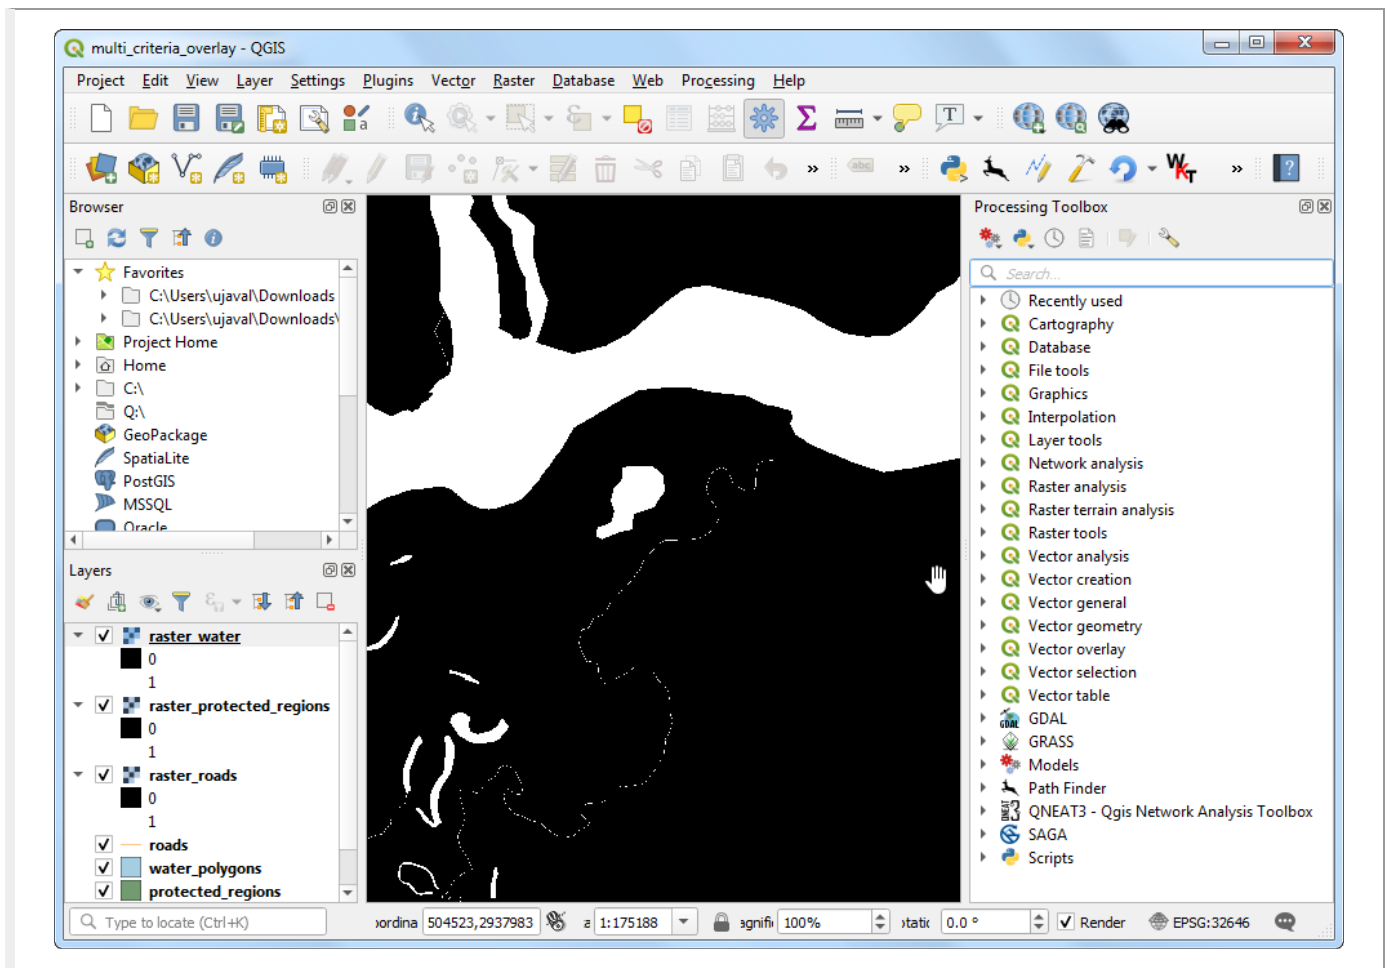 multi_criteria_overlay - QGIS
Project Edit View Layer Settings Plugins Vector Raster Database Web Processing Help
a
T
abc
WKT
?
Browser
Processing Toolbox
Search...
Favorites
C:\Users\ujaval\Downloads
C:\Users\ujaval\Downloads\
Project Home
Home
C:\
Q:\
GeoPackage
SpatiaLite
PostGIS
MSSQL
Oracle
Recently used
Cartography
Database
File tools
Graphics
Interpolation
Layer tools
Network analysis
Raster analysis
Raster terrain analysis
Raster tools
Vector analysis
Vector creation
Vector general
Vector geometry
Vector overlay
Vector selection
Vector table
GDAL
GRASS
Models
Path Finder
QNEAT3 - Qgis Network Analysis Toolbox
SAGA
Scripts
Layers
raster_water
0
1
raster_protected_regions
0
1
raster_roads
0
1
roads
water_polygons
protected_regions
Type to locate (Ctrl+K) oordina 504523,2937983 1:175188 agnifi 100% otatic 0.0 ° Render EPSG:32646